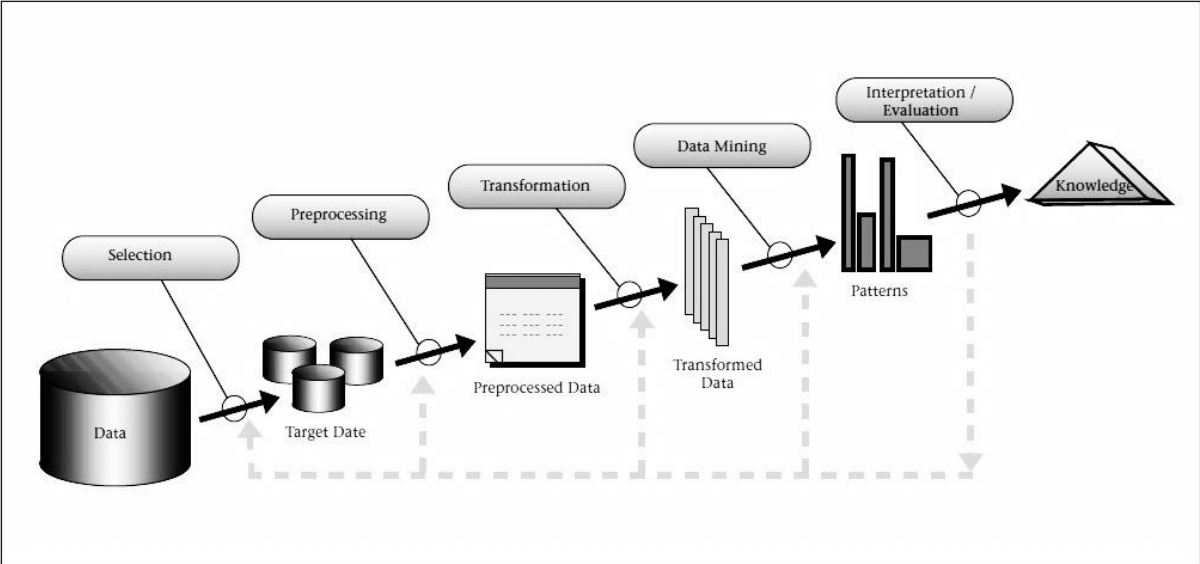 Interpretation /
Evaluation
Data Mining
Transformation
Preprocessing
Selection
Data
Target Date
Preprocessed Data
Transformed
Data
Patterns
Knowledge